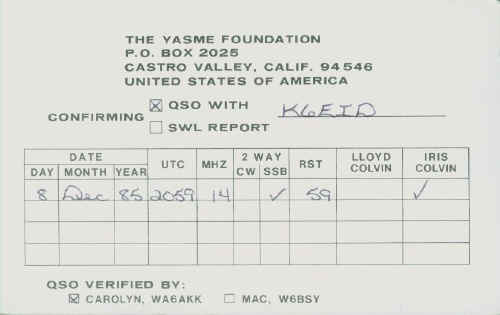 THE YASME FOUNDATION
P.O. BOX 2025
CASTRO VALLEY, CALIF. 94546
UNITED STATES OF AMERICA
CONFIRMING ☒ QSO WITH K6EID
☐ SWL REPORT
DATE UTC MHZ 2 WAY RST LLOYD COLVIN IRIS COLVIN
DAY MONTH YEAR CW SSB
8 Dec 85 2059 14 ✓ 59 ✓
QSO VERIFIED BY:
☒ CAROLYN, WA6AKK ☐ MAC, W6BSY